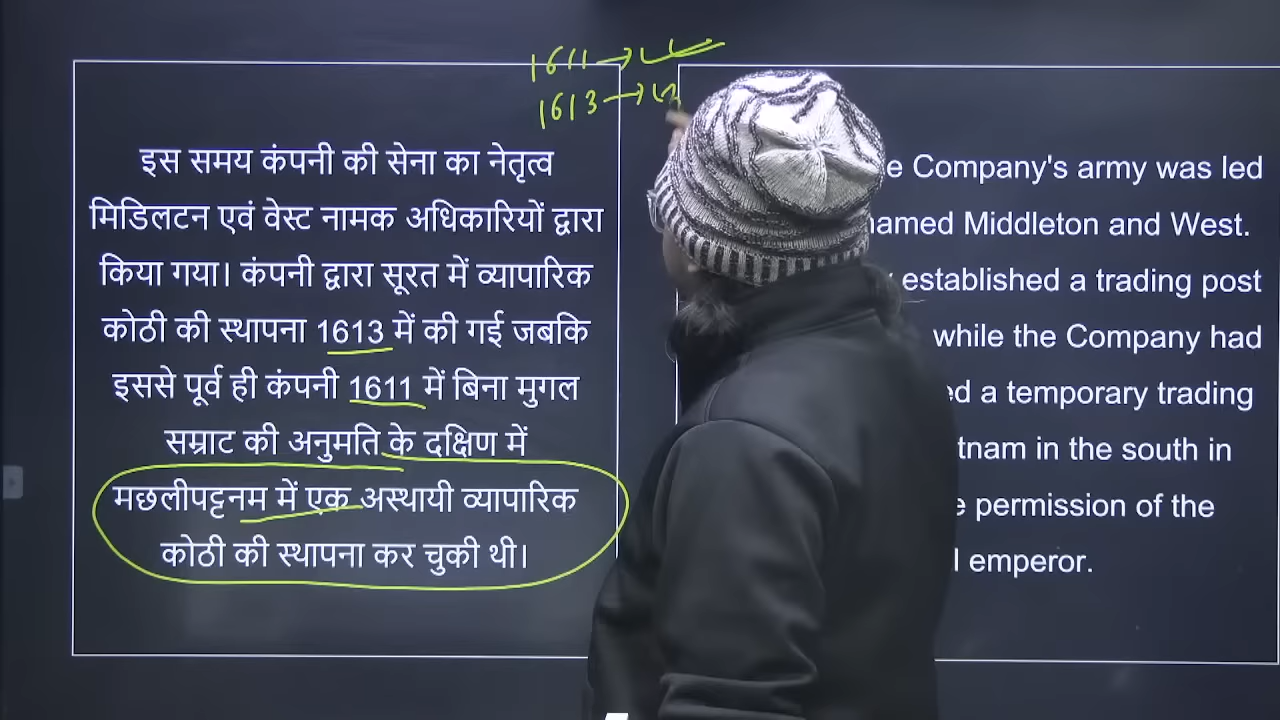 1611 →
1613 →
इस समय कंपनी की सेना का नेतृत्व
मिडिलटन एवं वेस्ट नामक अधिकारियों द्वारा
किया गया। कंपनी द्वारा सूरत में व्यापारिक
कोठी की स्थापना 1613 में की गई जबकि
इससे पूर्व ही कंपनी 1611 में बिना मुगल
सम्राट की अनुमति के दक्षिण में
मछलीपट्टनम में एक अस्थायी व्यापारिक
कोठी की स्थापना कर चुकी थी।
Company's army was led
named Middleton and West.
established a trading post
while the Company had
a temporary trading
in the south in
permission of the
emperor.